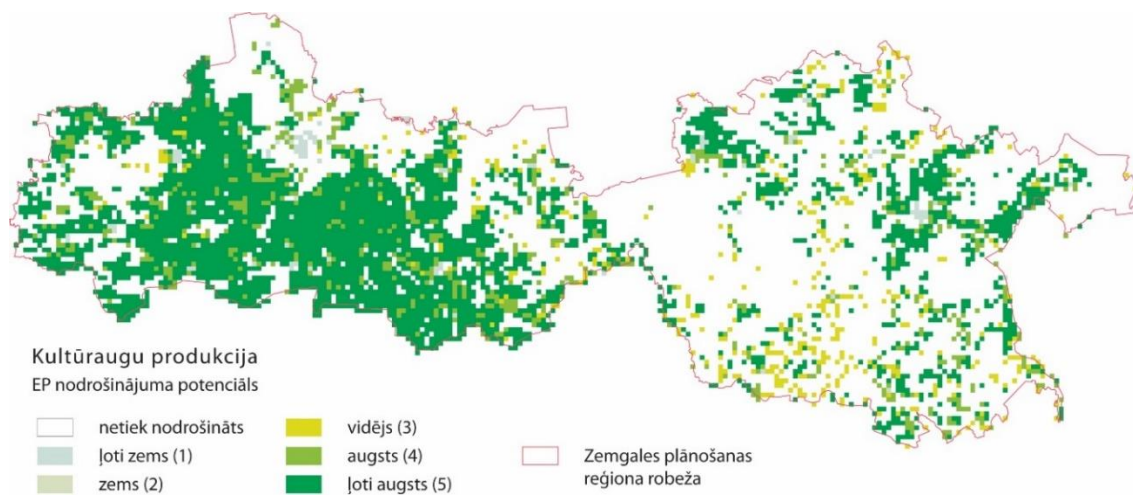 Kultūraugu produkcija
EP nodrošinājuma potenciāls
netiek nodrošināts
ļoti zems (1)
zems (2)
vidējs (3)
augsts (4)
ļoti augsts (5)
Zemgales plānošanas
reģiona robeža